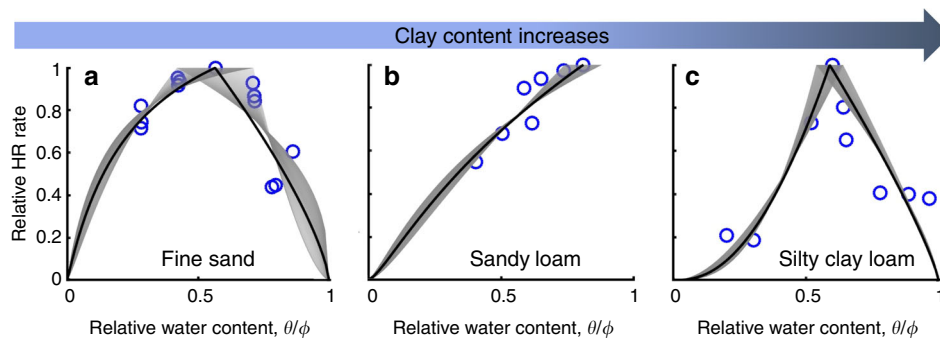 Clay content increases
a
b
c
Relative HR rate
1
0.8
0.6
0.4
0.2
0
Fine sand
Sandy loam
Silty clay loam
0 0.5 1
0 0.5 1
0 0.5 1
Relative water content, θ/ϕ
Relative water content, θ/ϕ
Relative water content, θ/ϕ